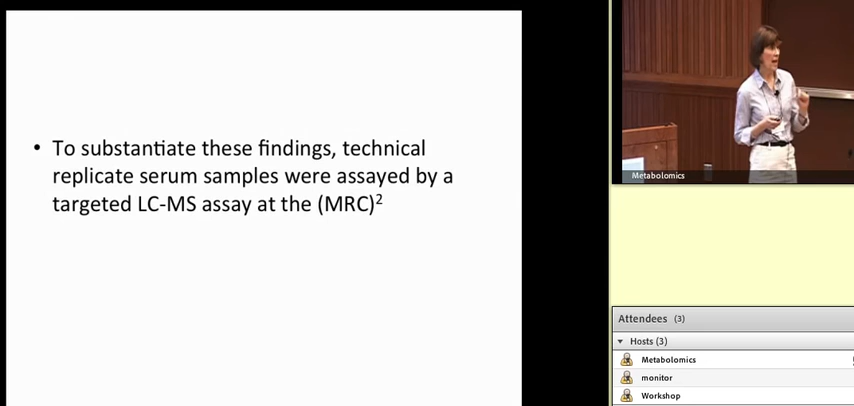 • To substantiate these findings, technical
replicate serum samples were assayed by a
targeted LC-MS assay at the (MRC)²
Metabolomics
Attendees (3)
Hosts (3)
Metabolomics
monitor
Workshop